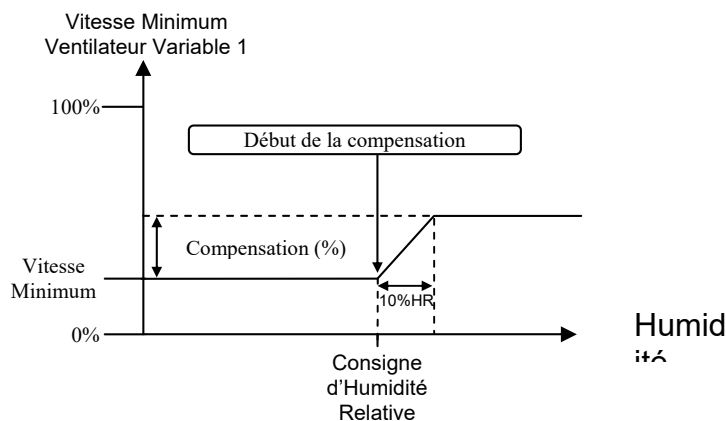 Vitesse Minimum
Ventilateur Variable 1
100%
Début de la compensation
Compensation (%)
Vitesse
Minimum
10%HR
0%
Humid
ité
Consigne
d'Humidité
Relative